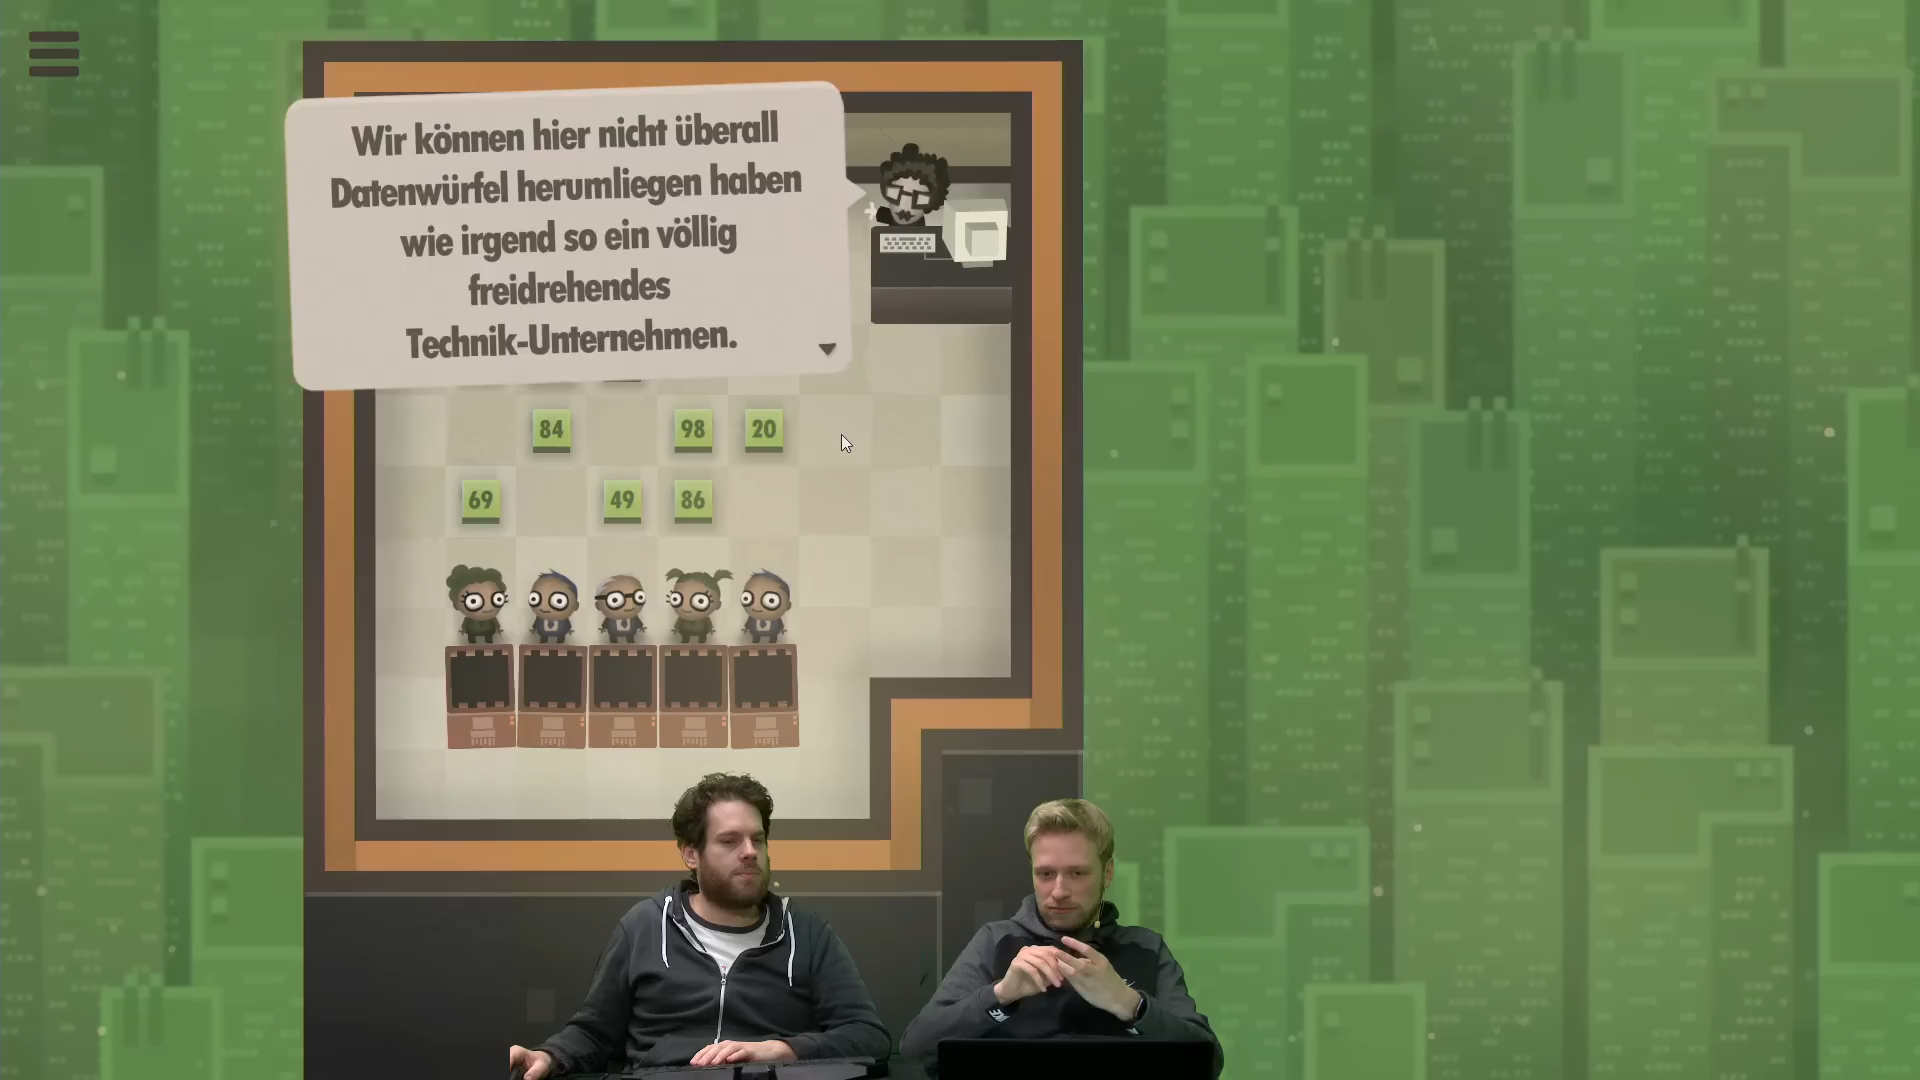 Wir können hier nicht überall
Datenwürfel herumliegen haben
wie irgend so ein völlig
freidrehendes
Technik-Unternehmen.
84 98 20
69 49 86